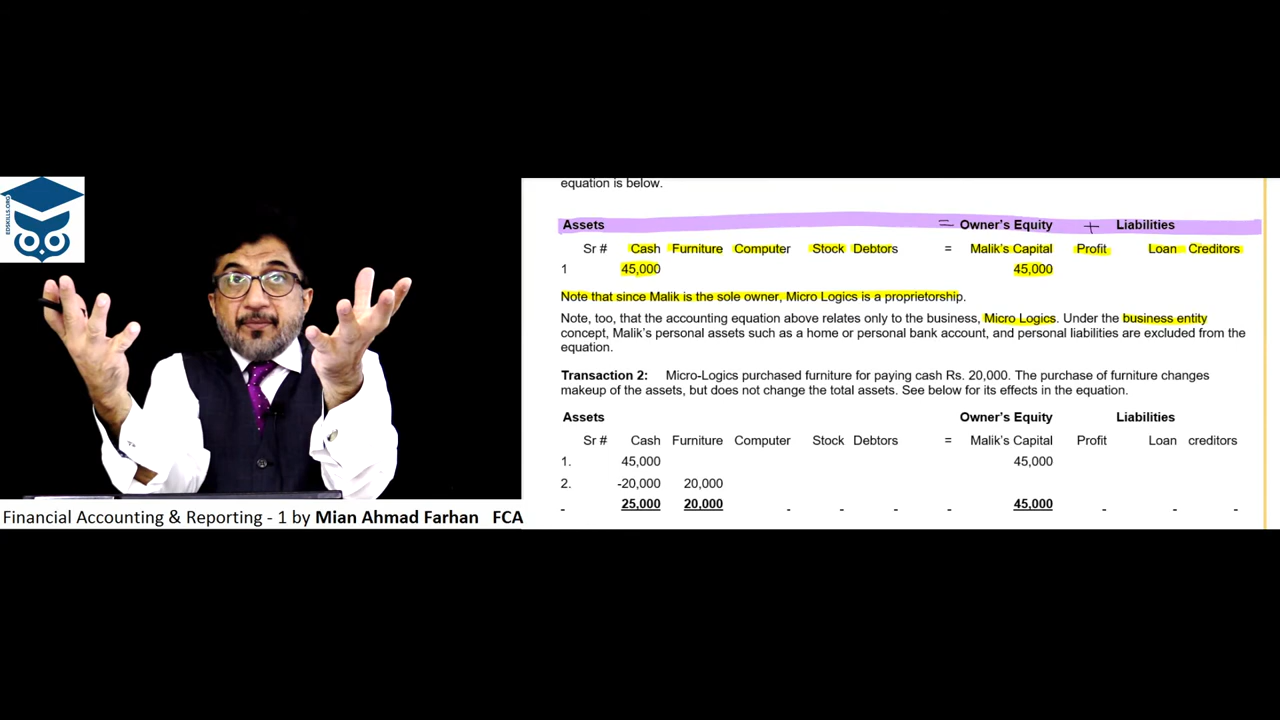 EDSKILLS.ORG
equation is below.
Assets = Owner's Equity + Liabilities
Sr # Cash Furniture Computer Stock Debtors = Malik's Capital Profit Loan Creditors
1 45,000 45,000
Note that since Malik is the sole owner, Micro Logics is a proprietorship.
Note, too, that the accounting equation above relates only to the business, Micro Logics. Under the business entity
concept, Malik's personal assets such as a home or personal bank account, and personal liabilities are excluded from the
equation.
Transaction 2: Micro-Logics purchased furniture for paying cash Rs. 20,000. The purchase of furniture changes
makeup of the assets, but does not change the total assets. See below for its effects in the equation.
Assets Owner's Equity Liabilities
Sr # Cash Furniture Computer Stock Debtors = Malik's Capital Profit Loan creditors
1. 45,000 45,000
2. -20,000 20,000
- 25,000 20,000 - - - - 45,000 - - -
Financial Accounting & Reporting - 1 by Mian Ahmad Farhan FCA